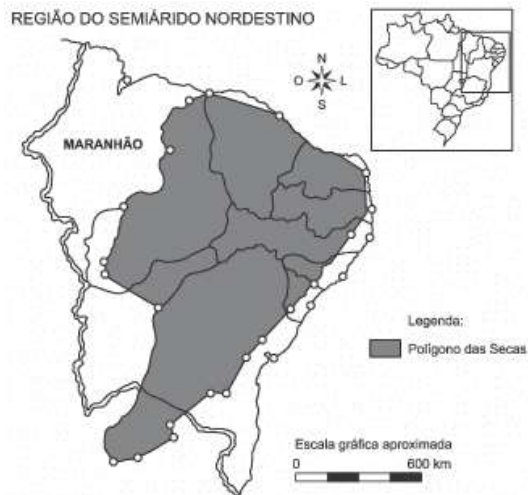 REGIÃO DO SEMIÁRIDO NORDESTINO
N
O L
S
MARANHÃO
Legenda:
Polígono das Secas
Escala gráfica aproximada
0 600 km